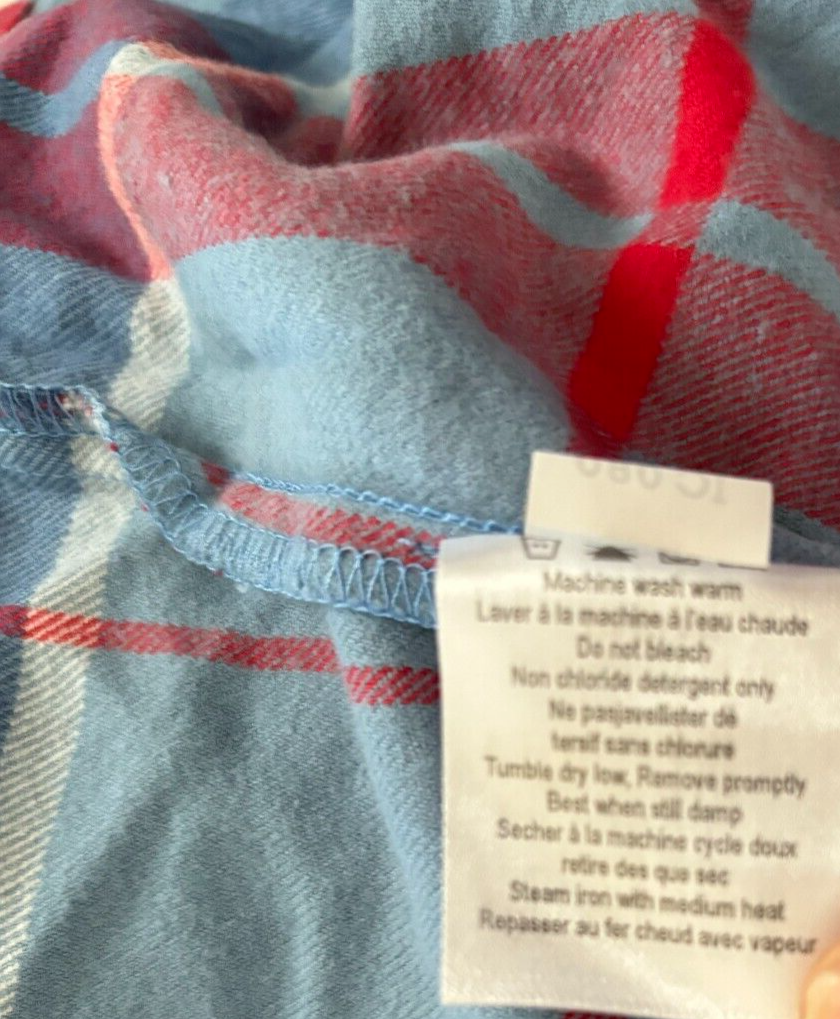 Machine wash warm
Laver à la machine à l'eau chaude
Do not bleach
Non chloride detergent only
Ne pasjavellister de
tersif sans chlorure
Tumble dry low, Remove promptly
Best when still damp
Secher à la machine cycle doux
retire des que sec
Steam iron with medium heat
Repasser au fer cheud avec vapeur